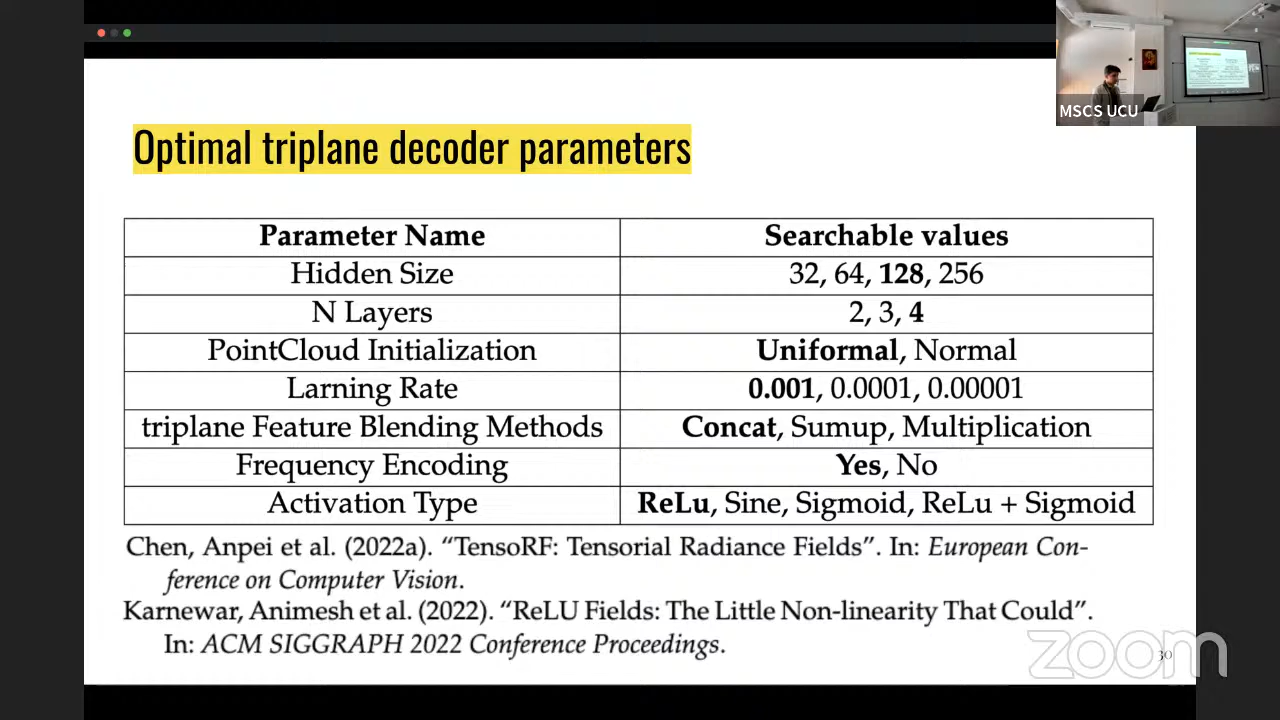 MSCS UCU
Optimal triplane decoder parameters
Parameter Name Searchable values
Hidden Size 32, 64, 128, 256
N Layers 2, 3, 4
PointCloud Initialization Uniformal, Normal
Larning Rate 0.001, 0.0001, 0.00001
triplane Feature Blending Methods Concat, Sumup, Multiplication
Frequency Encoding Yes, No
Activation Type ReLu, Sine, Sigmoid, ReLu + Sigmoid
Chen, Anpei et al. (2022a). “TensoRF: Tensorial Radiance Fields”. In: European Con-
ference on Computer Vision.
Karnewar, Animesh et al. (2022). “ReLU Fields: The Little Non-linearity That Could”.
In: ACM SIGGRAPH 2022 Conference Proceedings.
zoom
30